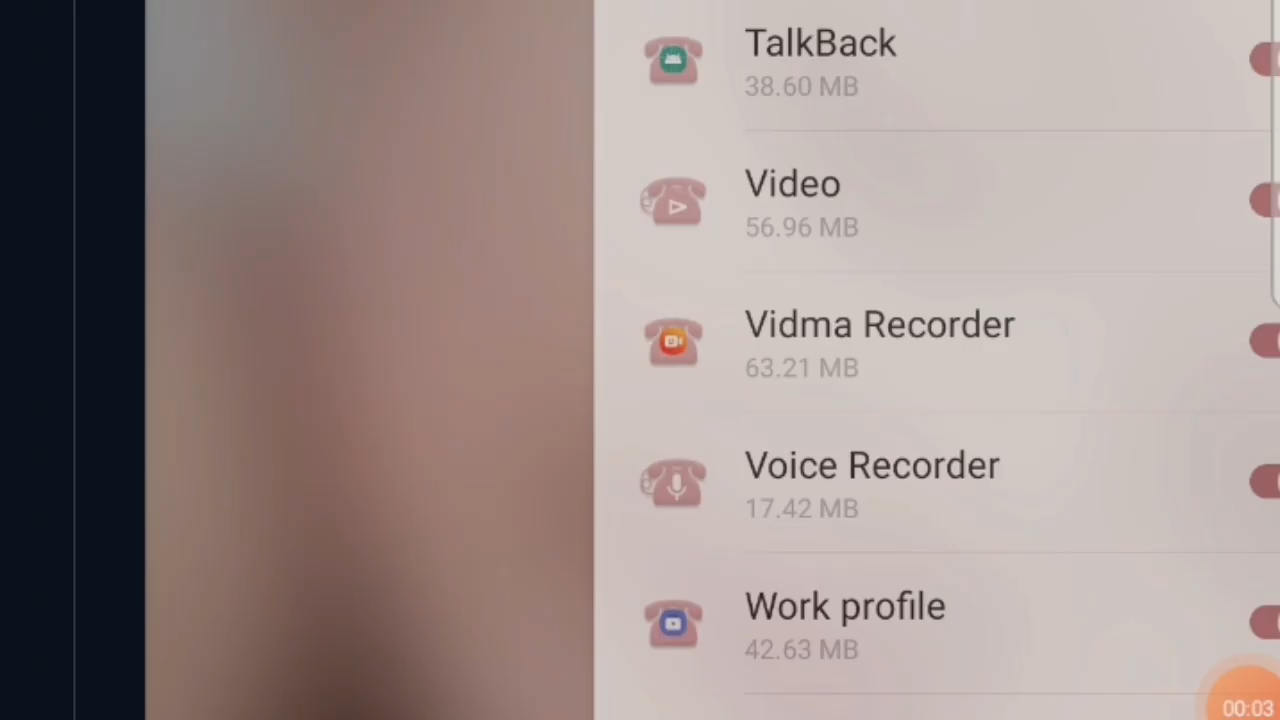 TalkBack
38.60 MB
Video
56.96 MB
Vidma Recorder
63.21 MB
Voice Recorder
17.42 MB
Work profile
42.63 MB
00:03